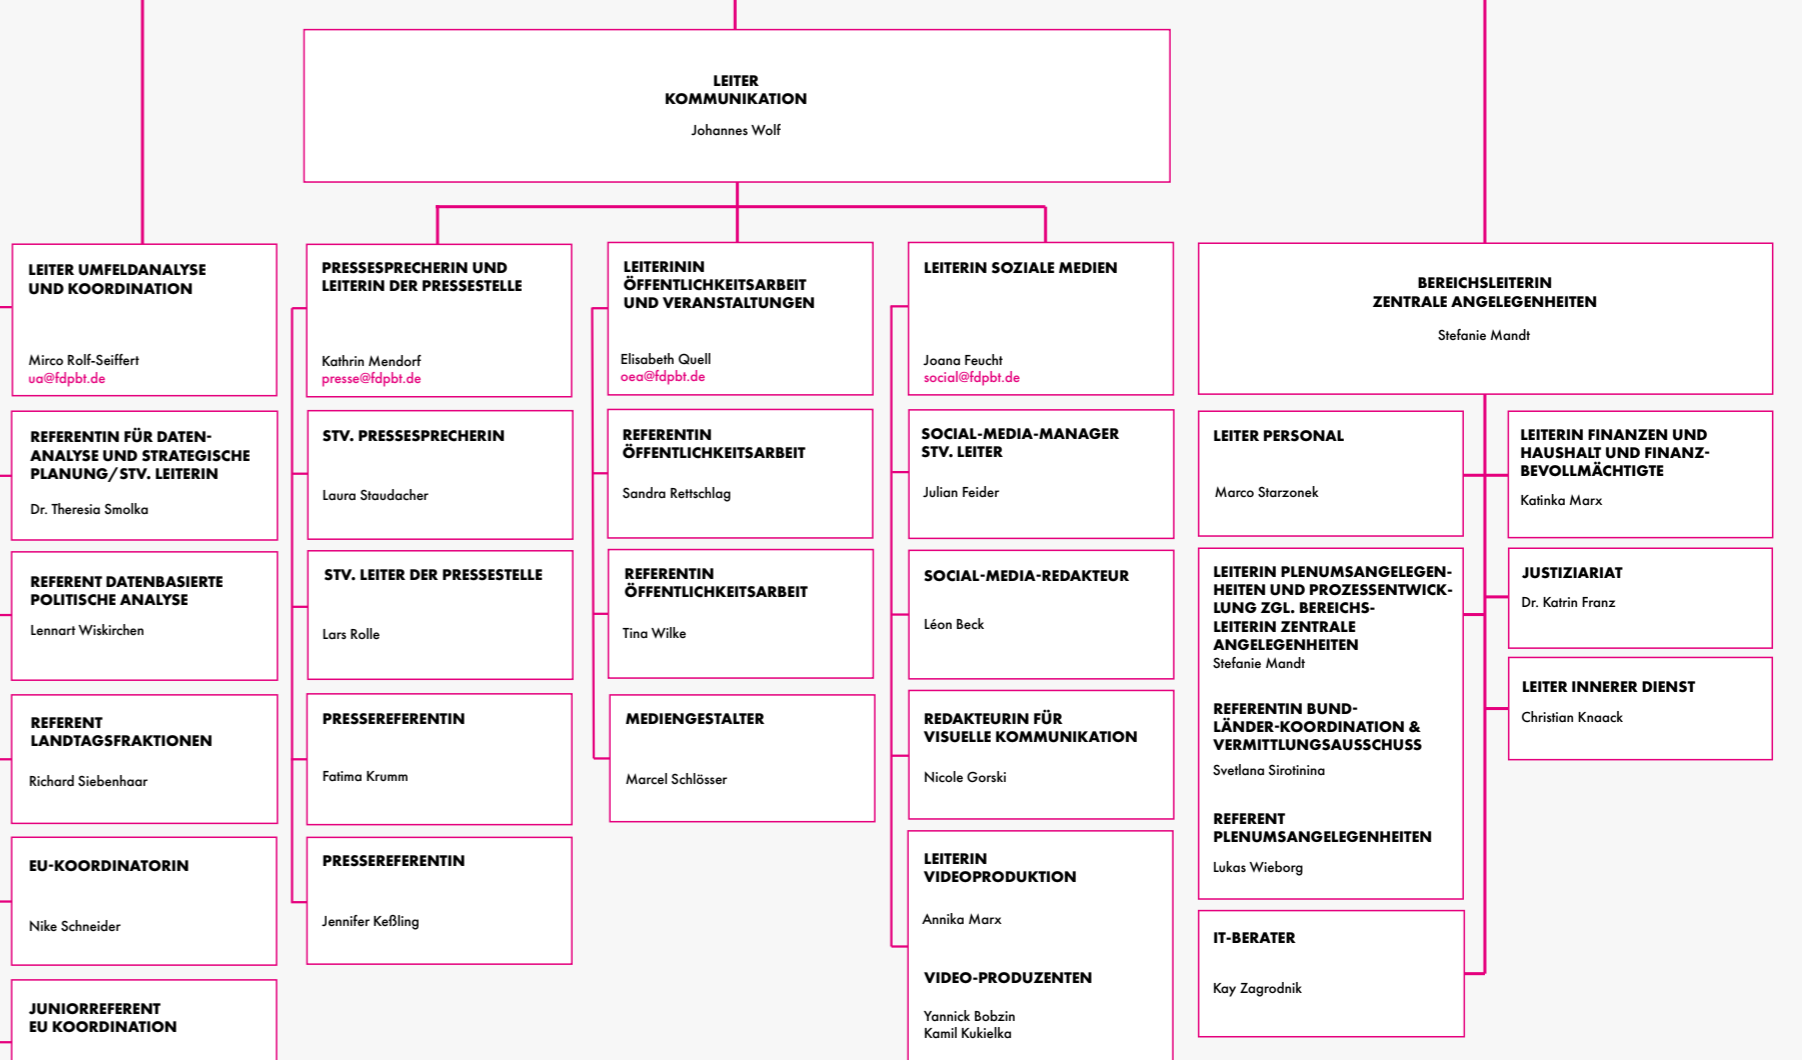 LEITER
KOMMUNIKATION
Johannes Wolf
LEITER UMFELDANALYSE
UND KOORDINATION
Mirco Rolf-Seiffert
ua@fdpbt.de
REFERENTIN FÜR DATEN-
ANALYSE UND STRATEGISCHE
PLANUNG/STV. LEITERIN
Dr. Theresia Smolka
REFERENT DATENBASIERTE
POLITISCHE ANALYSE
Lennart Wiskirchen
REFERENT
LANDTAGSFRAKTIONEN
Richard Siebenhaar
EU-KOORDINATORIN
Nike Schneider
JUNIORREFERENT
EU KOORDINATION
PRESSESPRECHERIN UND
LEITERIN DER PRESSESTELLE
Kathrin Mendorf
presse@fdpbt.de
STV. PRESSESPRECHERIN
Laura Staudacher
STV. LEITER DER PRESSESTELLE
Lars Rolle
PRESSEREFERENTIN
Fatima Krumm
PRESSEREFERENTIN
Jennifer Keßling
LEITERININ
ÖFFENTLICHKEITSARBEIT
UND VERANSTALTUNGEN
Elisabeth Quell
oea@fdpbt.de
REFERENTIN
ÖFFENTLICHKEITSARBEIT
Sandra Rettschlag
REFERENTIN
ÖFFENTLICHKEITSARBEIT
Tina Wilke
MEDIENGESTALTER
Marcel Schlösser
LEITERIN SOZIALE MEDIEN
Joana Feucht
social@fdpbt.de
SOCIAL-MEDIA-MANAGER
STV. LEITER
Julian Feider
SOCIAL-MEDIA-REDAKTEUR
Léon Beck
REDAKTEURIN FÜR
VISUELLE KOMMUNIKATION
Nicole Gorski
LEITERIN
VIDEOPRODUKTION
Annika Marx
VIDEO-PRODUZENTEN
Yannick Bobzin
Kamil Kukielka
BEREICHSLEITERIN
ZENTRALE ANGELEGENHEITEN
Stefanie Mandt
LEITER PERSONAL
Marco Starzonek
LEITERIN PLENUMSANGELEGEN-
HEITEN UND PROZESSENTWICK-
LUNG ZGL. BEREICHS-
LEITERIN ZENTRALE
ANGELEGENHEITEN
Stefanie Mandt
REFERENTIN BUND-
LÄNDER-KOORDINATION &
VERMITTLUNGSAUSSCHUSS
Svetlana Sirotinina
REFERENT
PLENUMSANGELEGENHEITEN
Lukas Wieborg
IT-BERATER
Kay Zagrodnik
LEITERIN FINANZEN UND
HAUSHALT UND FINANZ-
BEVOLLMÄCHTIGTE
Katinka Marx
JUSTIZIARIAT
Dr. Katrin Franz
LEITER INNERER DIENST
Christian Knaack